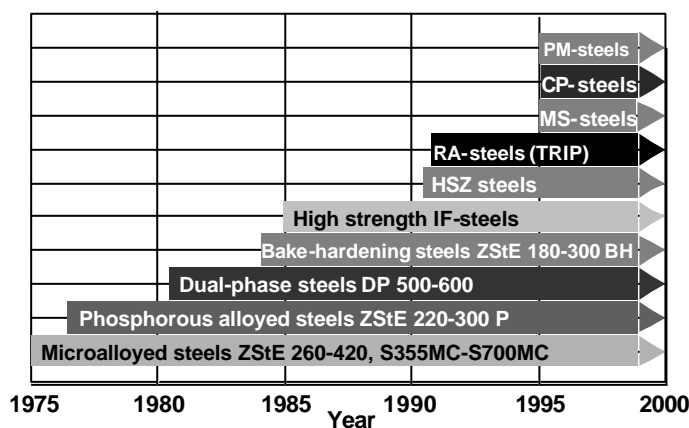 PM-steels
CP-steels
MS-steels
RA-steels (TRIP)
HSZ steels
High strength IF-steels
Bake-hardening steels ZStE 180-300 BH
Dual-phase steels DP 500-600
Phosphorous alloyed steels ZStE 220-300 P
Microalloyed steels ZStE 260-420, S355MC-S700MC
1975 1980 1985 1990 1995 2000
Year